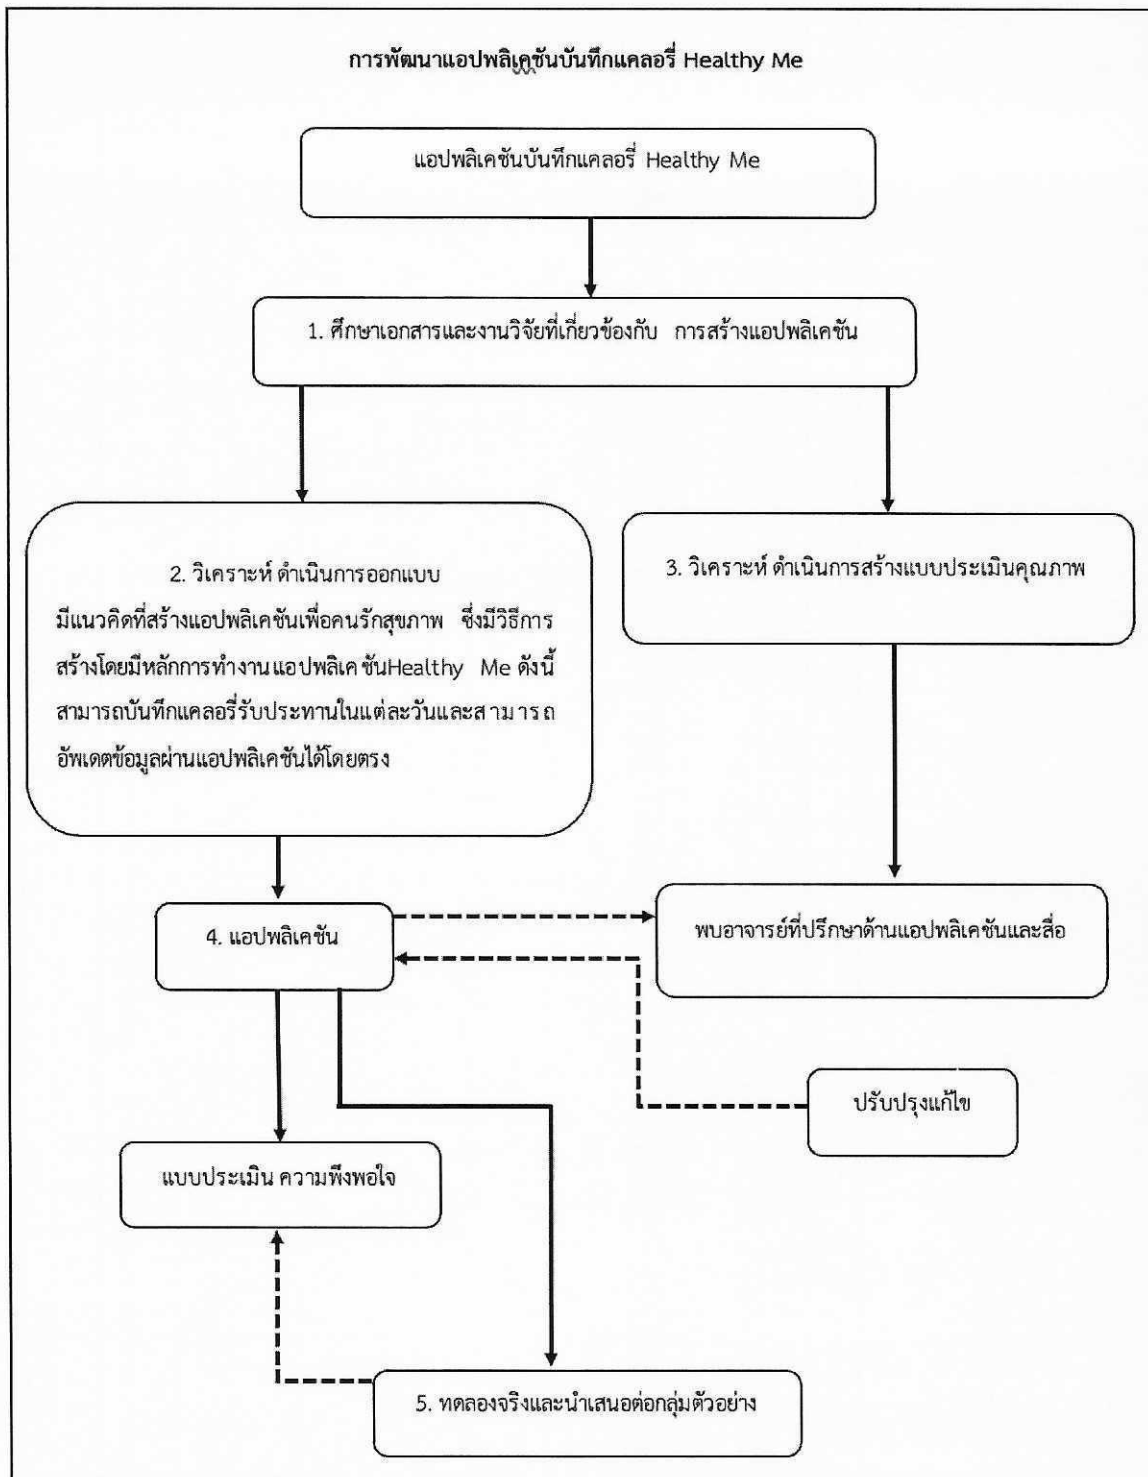 การพัฒนาแอปพลิเคชันบันทึกแคลอรี่ Healthy Me
แอปพลิเคชันบันทึกแคลอรี่ Healthy Me
1. ศึกษาเอกสารและงานวิจัยที่เกี่ยวข้องกับ การสร้างแอปพลิเคชัน
2. วิเคราะห์ ดำเนินการออกแบบ
มีแนวคิดที่สร้างแอปพลิเคชันเพื่อคนรักสุขภาพ ซึ่งมีวิธีการ
สร้างโดยมีหลักการทำงานแอปพลิเคชันHealthy Me ดังนี้
สามารถบันทึกแคลอรี่รับประทานในแต่ละวันและสามารถ
อัพเดตข้อมูลผ่านแอปพลิเคชันได้โดยตรง
3. วิเคราะห์ ดำเนินการสร้างแบบประเมินคุณภาพ
4. แอปพลิเคชัน
พบอาจารย์ที่ปรึกษาด้านแอปพลิเคชันและสื่อ
ปรับปรุงแก้ไข
แบบประเมิน ความพึงพอใจ
5. ทดลองจริงและนำเสนอต่อกลุ่มตัวอย่าง